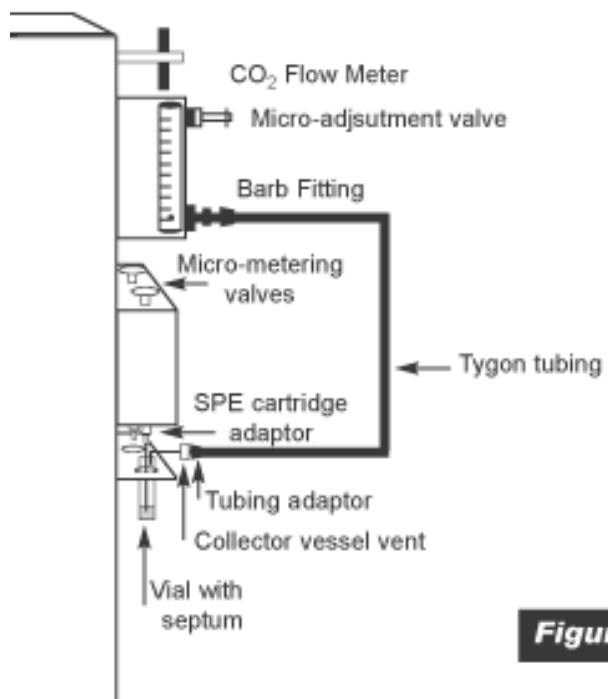 CO₂ Flow Meter
Micro-adjsutment valve
Barb Fitting
Micro-metering
valves
Tygon tubing
SPE cartridge
adaptor
Tubing adaptor
Collector vessel vent
Vial with
septum
Figur